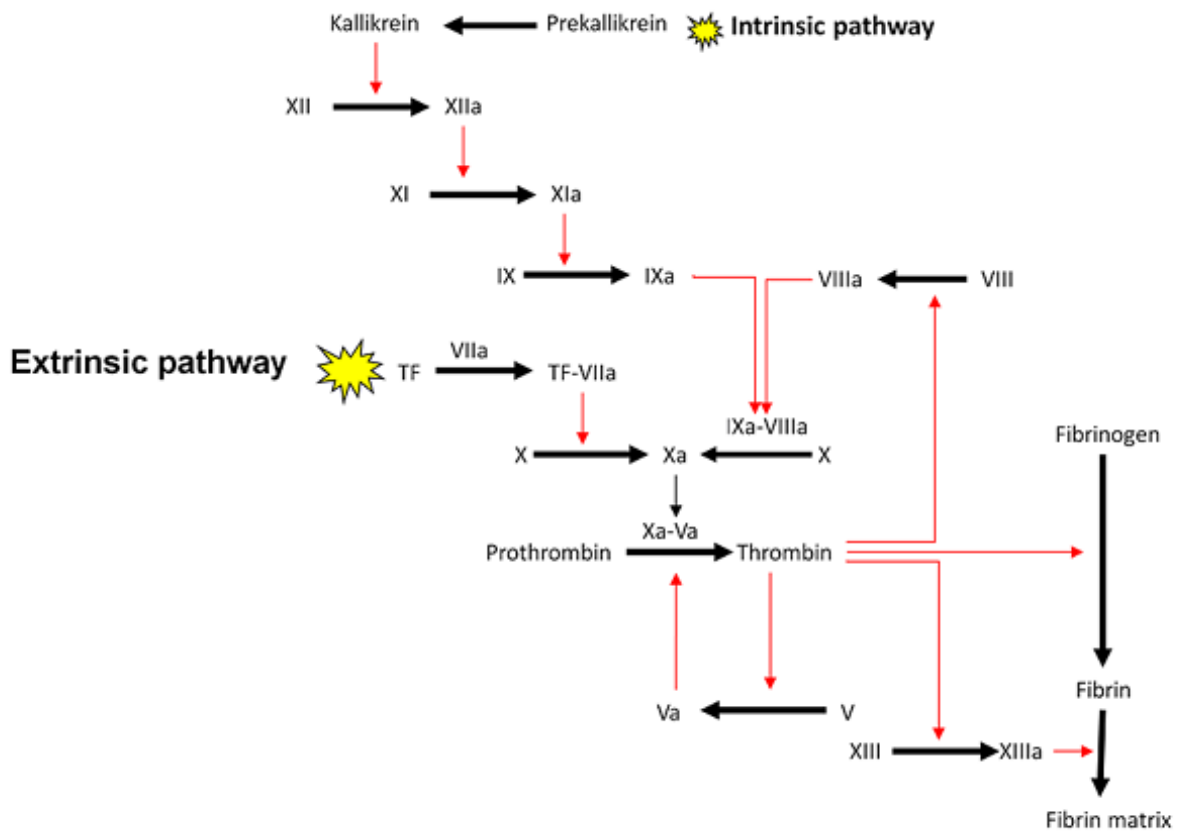 Kallikrein
Prekallikrein
Intrinsic pathway
XII
XIIa
XI
XIa
IX
IXa
VIIIa
VIII
Extrinsic pathway
TF
VIIa
TF-VIIa
IXa-VIIIa
Fibrinogen
X
Xa
X
Xa-Va
Prothrombin
Thrombin
Fibrin
Va
V
XIII
XIIIa
Fibrin matrix